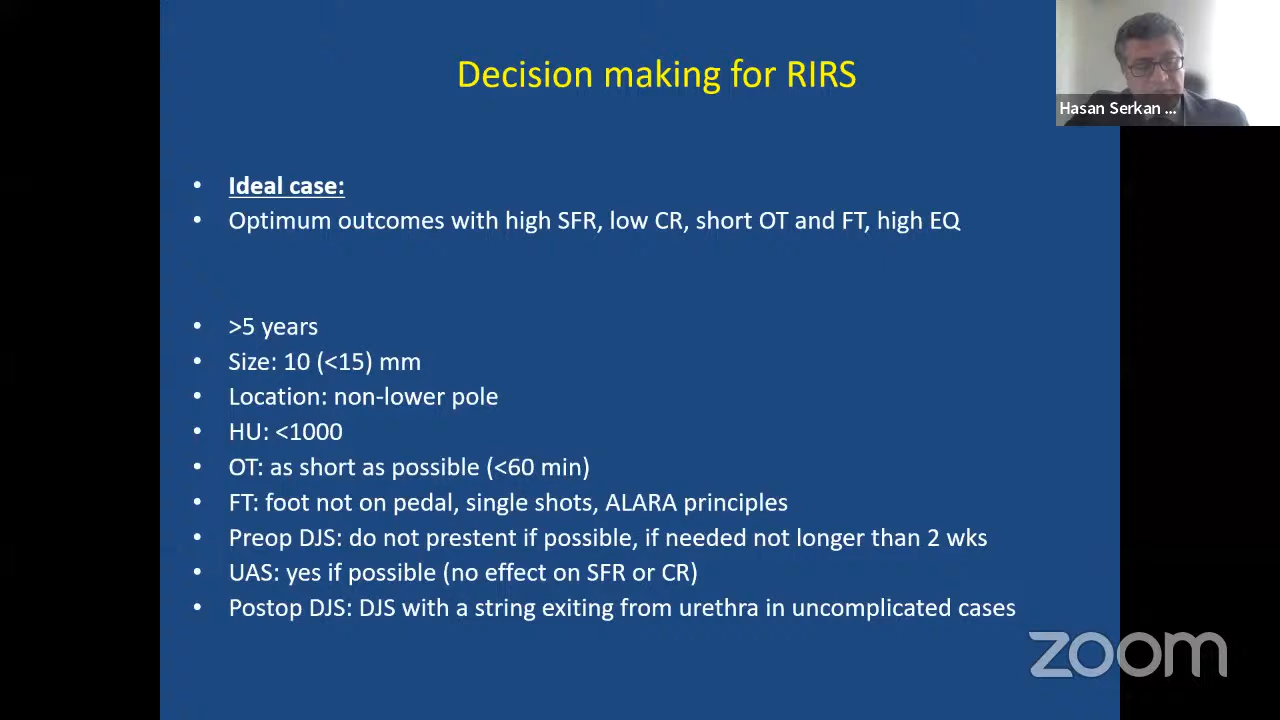 Decision making for RIRS
Hasan Serkan ...
• Ideal case:
• Optimum outcomes with high SFR, low CR, short OT and FT, high EQ
• >5 years
• Size: 10 (<15) mm
• Location: non-lower pole
• HU: <1000
• OT: as short as possible (<60 min)
• FT: foot not on pedal, single shots, ALARA principles
• Preop DJS: do not prestent if possible, if needed not longer than 2 wks
• UAS: yes if possible (no effect on SFR or CR)
• Postop DJS: DJS with a string exiting from urethra in uncomplicated cases
zoom